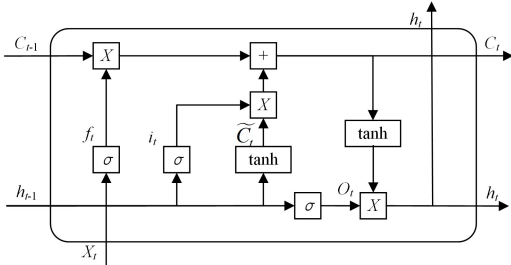 h_t
C_{t-1} X + C_t
X
f_t i_t C̃_t tanh
σ σ tanh
h_{t-1} σ O_t X h_t
X_t